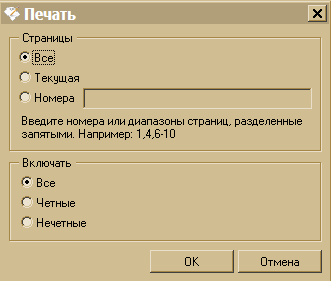 Печать
Страницы
Все
Текущая
Номера
Введите номера или диапазоны страниц, разделенные
запятыми. Например: 1,4,6-10
Включать
Все
Четные
Нечетные
OK Отмена